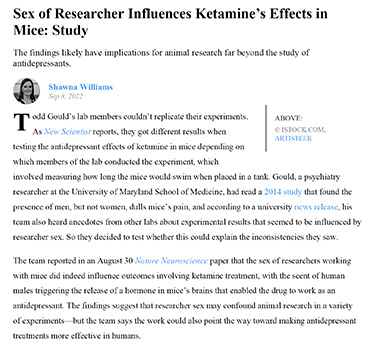 Sex of Researcher Influences Ketamine's Effects in
Mice: Study
The findings likely have implications for animal research far beyond the study of
antidepressants.
Shawna Williams
Sep 8, 2022
Todd Gould's lab members couldn't replicate their experiments.
As New Scientist reports, they got different results when
testing the antidepressant effects of ketamine in mice depending on
which members of the lab conducted the experiment, which
ABOVE:
© ISTOCK.COM,
ARTISTEER
involved measuring how long the mice would swim when placed in a tank. Gould, a psychiatry
researcher at the University of Maryland School of Medicine, had read a 2014 study that found the
presence of men, but not women, dulls mice's pain, and according to a university news release, his
team also heard anecdotes from other labs about experimental results that seemed to be influenced by
researcher sex. So they decided to test whether this could explain the inconsistencies they saw.
The team reported in an August 30 Nature Neuroscience paper that the sex of researchers working
with mice did indeed influence outcomes involving ketamine treatment, with the scent of human
males triggering the release of a hormone in mice's brains that enabled the drug to work as an
antidepressant. The findings suggest that researcher sex may confound animal research in a variety
of experiments—but the team says the work could also point the way toward making antidepressant
treatments more effective in humans.